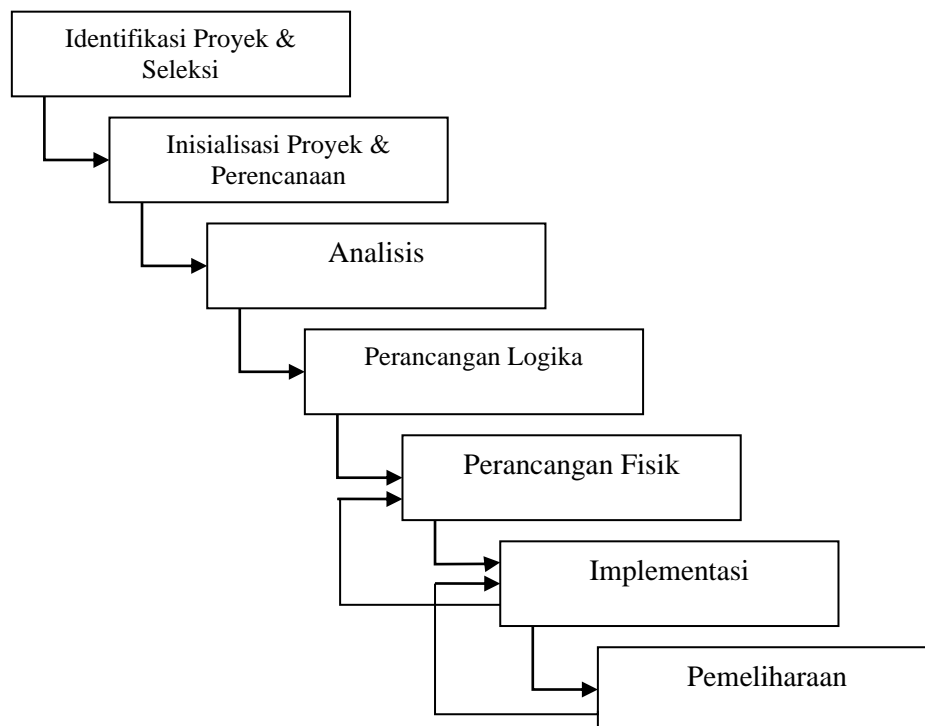 Identifikasi Proyek &
Seleksi
Inisialisasi Proyek &
Perencanaan
Analisis
Perancangan Logika
Perancangan Fisik
Implementasi
Pemeliharaan